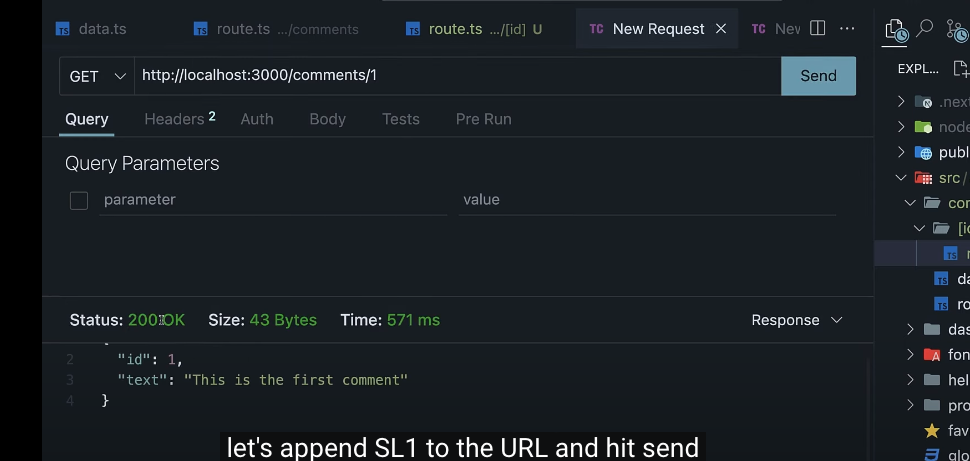 data.ts route.ts .../comments route.ts .../[id] U New Request TC
GET http://localhost:3000/comments/1 Send
EXPL...
Query Headers 2 Auth Body Tests Pre Run
.next
node
publ
Query Parameters
src/
parameter value
com
[id
da
ro
Status: 200 OK Size: 43 Bytes Time: 571 ms Response
das
2 "id": 1,
fon
3 "text": "This is the first comment"
hel
4 }
pro
fav
let's append SL1 to the URL and hit send
glo